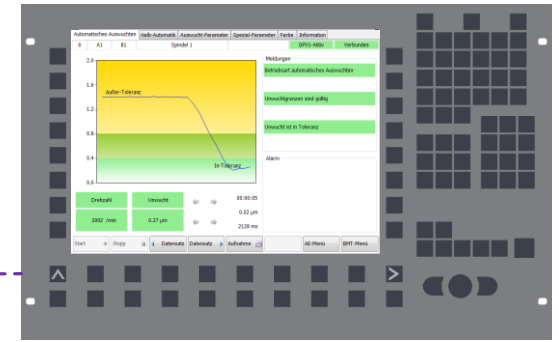 Automatisches Auswuchten Halb-Automatik Auswucht-Parameter Spezial-Parameter Farbe Information
8 A1 B1 Spindel 1 DPV1-Aktiv Verbunden
2.0
1.6
1.2
0.8
0.4
0.0
Außer-Toleranz
In-Toleranz
Meldungen
Betriebsart automatisches Auswuchten
Unwuchtgrenzen sind gültig
Unwucht ist in Toleranz
Alarm
Drehzahl Unwucht 00:00:05
0.02 µm
2002 /min 0.27 µm
2128 ms
Start Stopp Datensatz Datensatz Aufnahme AE-Menü BMT-Menü